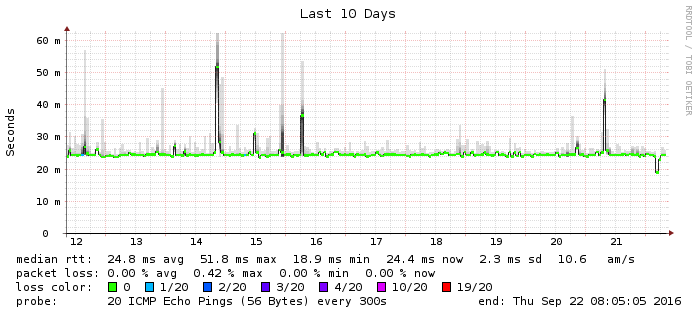 Last 10 Days
RRDTOOL / TOBI OETIKER
Seconds
60 m
50 m
40 m
30 m
20 m
10 m
0
12 13 14 15 16 17 18 19 20 21
median rtt: 24.8 ms avg 51.8 ms max 18.9 ms min 24.4 ms now 2.3 ms sd 10.6 am/s
packet loss: 0.00 % avg 0.42 % max 0.00 % min 0.00 % now
loss color: 0 1/20 2/20 3/20 4/20 10/20 19/20
probe: 20 ICMP Echo Pings (56 Bytes) every 300s end: Thu Sep 22 08:05:05 2016